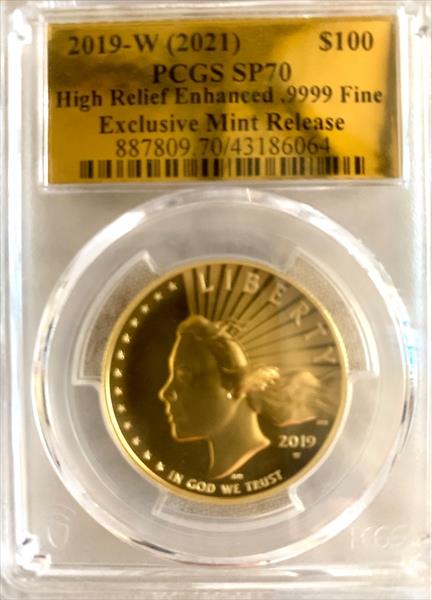 2019-W (2021) $100
PCGS SP70
High Relief Enhanced .9999 Fine
Exclusive Mint Release
887809.70/43186064
LIBERTY
2019
W
IN GOD WE TRUST
PCGS